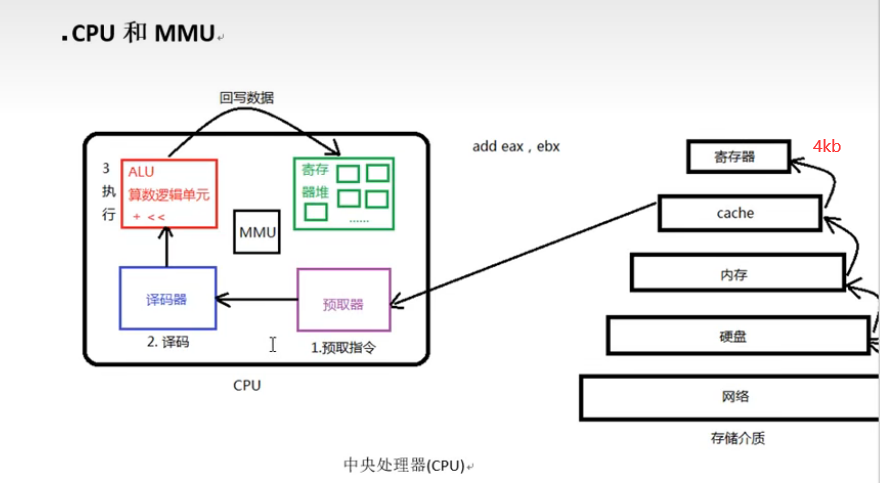 .CPU 和 MMU
回写数据
3
执
行
ALU
算数逻辑单元
+ <<
寄存
器堆
......
MMU
译码器
预取器
2. 译码
1.预取指令
CPU
add eax , ebx
4kb
寄存器
cache
内存
硬盘
网络
存储介质
中央处理器(CPU)